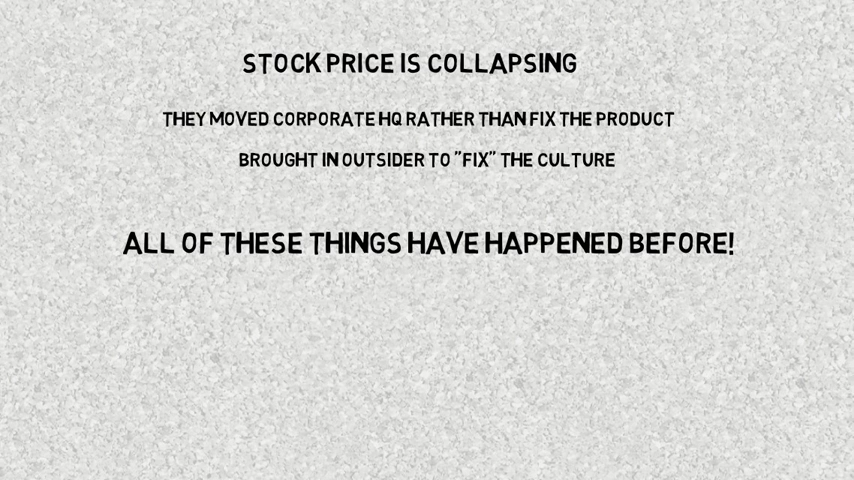 STOCK PRICE IS COLLAPSING
THEY MOVED CORPORATE HQ RATHER THAN FIX THE PRODUCT
BROUGHT IN OUTSIDER TO "FIX" THE CULTURE
ALL OF THESE THINGS HAVE HAPPENED BEFORE!